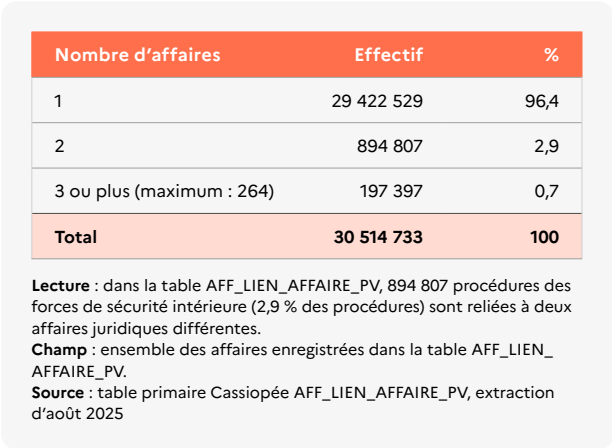 Nombre d’affaires Effectif %
1 29 422 529 96,4
2 894 807 2,9
3 ou plus (maximum : 264) 197 397 0,7
Total 30 514 733 100
Lecture : dans la table AFF_LIEN_AFFAIRE_PV, 894 807 procédures des
forces de sécurité intérieure (2,9 % des procédures) sont reliées à deux
affaires juridiques différentes.
Champ : ensemble des affaires enregistrées dans la table AFF_LIEN_
AFFAIRE_PV.
Source : table primaire Cassiopée AFF_LIEN_AFFAIRE_PV, extraction
d’août 2025